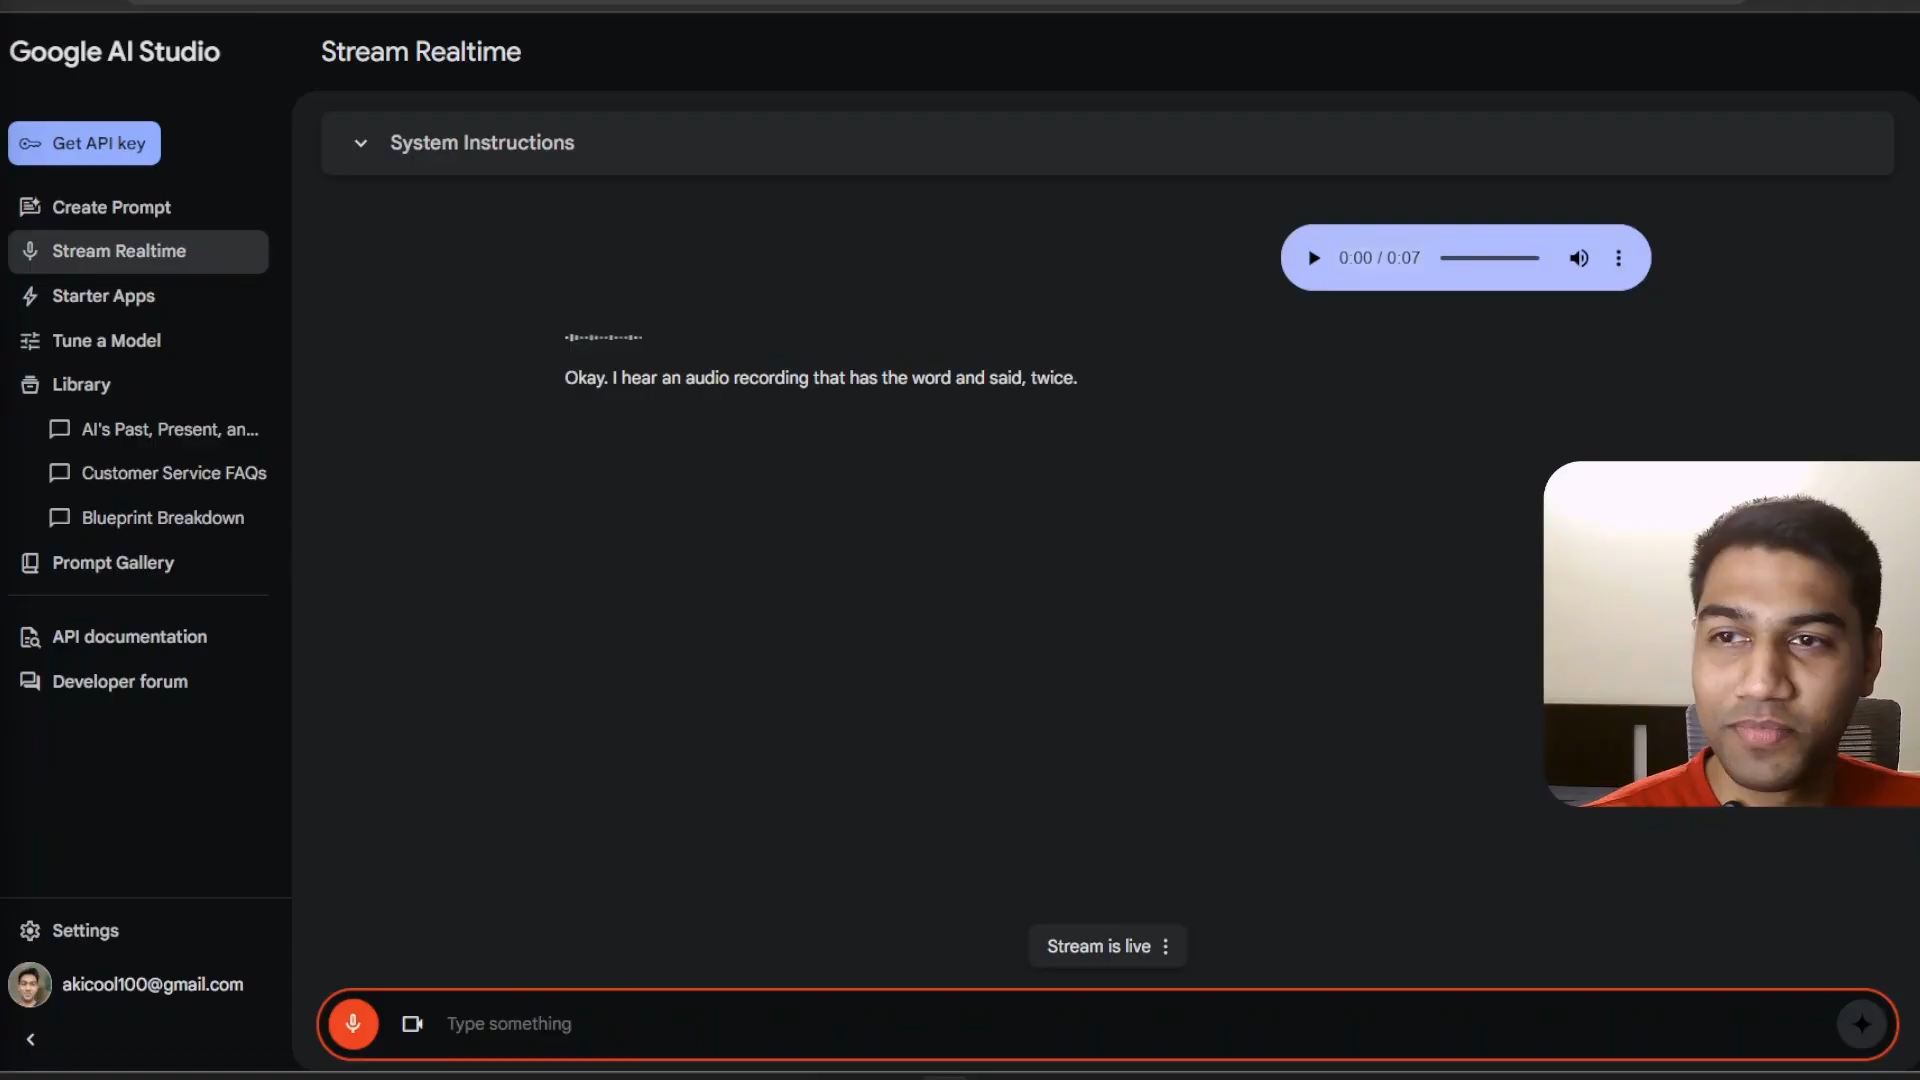 Google AI Studio
Stream Realtime
Get API key
System Instructions
Create Prompt
Stream Realtime
0:00 / 0:07
Starter Apps
Tune a Model
Okay. I hear an audio recording that has the word and said, twice.
Library
AI's Past, Present, an...
Customer Service FAQs
Blueprint Breakdown
Prompt Gallery
API documentation
Developer forum
Settings
Stream is live
akicool100@gmail.com
Type something